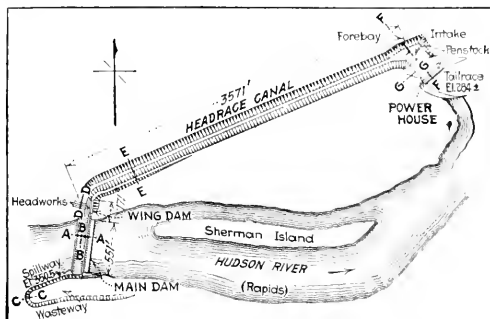 F
Forebay
Intake
Penstock
G
Tailrace
El. 284 ±
G
F
POWER
HOUSE
3571'
HEADRACE CANAL
E
E
D
Headworks
D
WING DAM
B
A
A
B
557'
Sherman Island
HUDSON RIVER
(Rapids)
Spillway
C
C
MAIN DAM
Wasteway